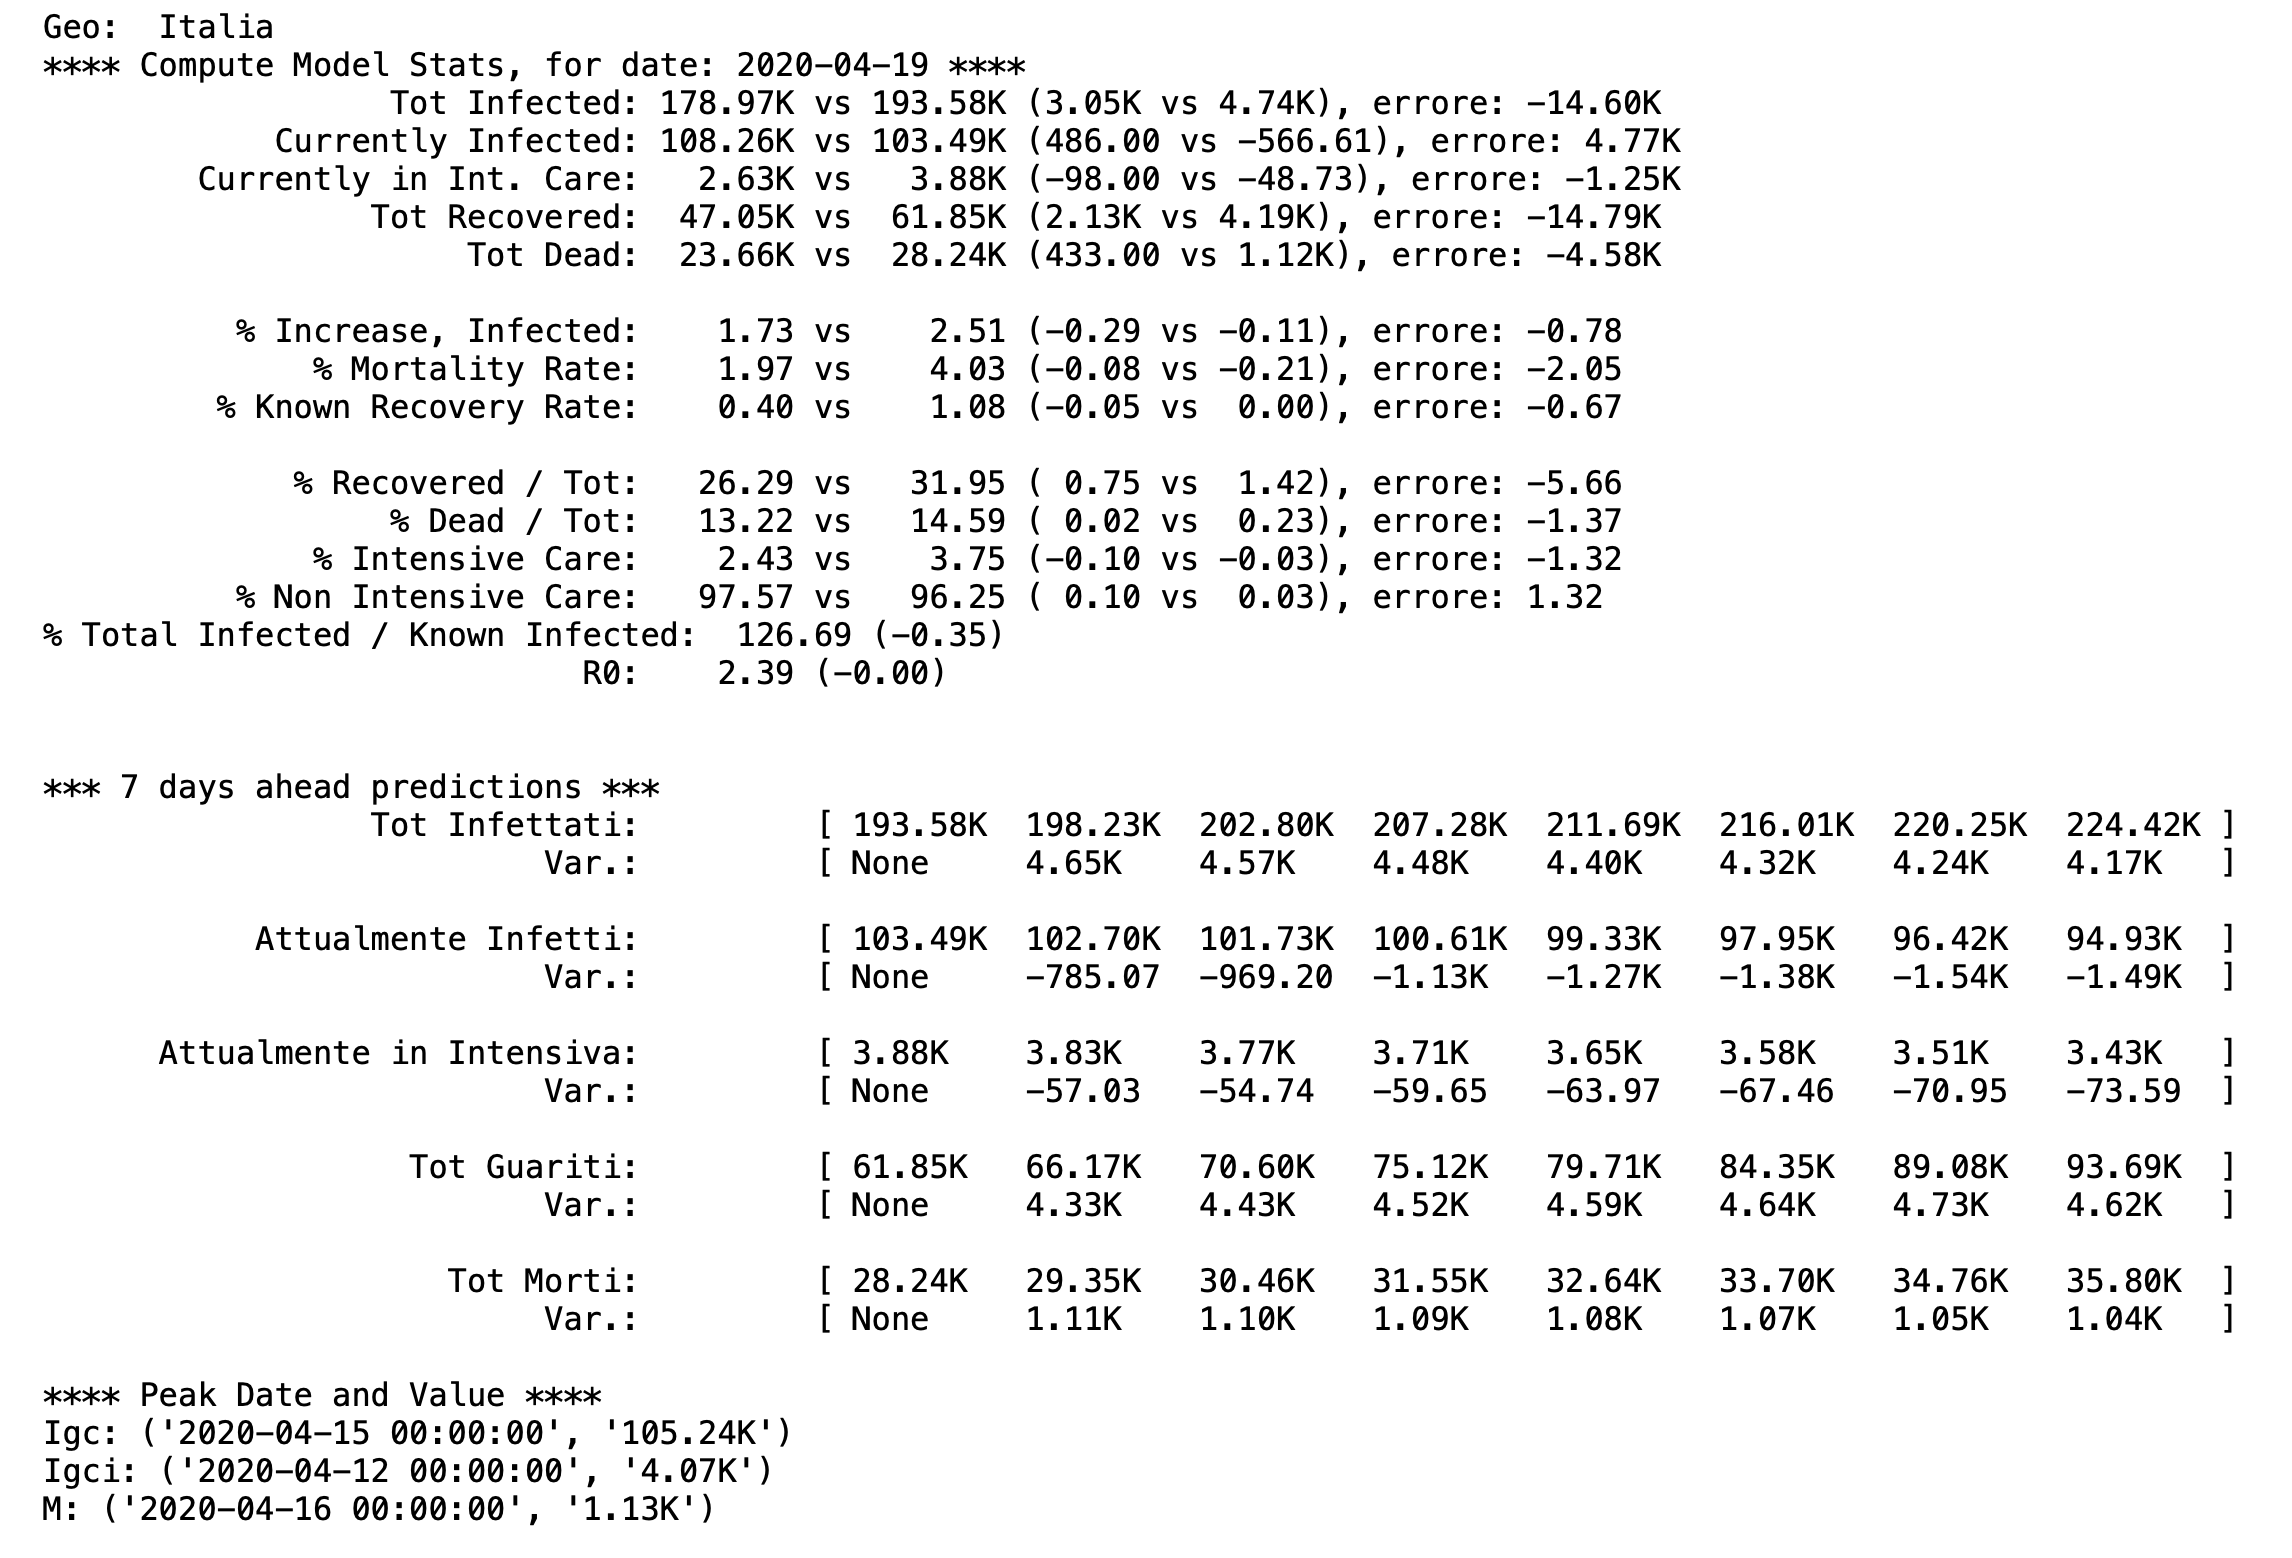 Geo:  Italia
**** Compute Model Stats, for date: 2020-04-19 ****
Tot Infected: 178.97K vs 193.58K (3.05K vs 4.74K), errore: -14.60K
Currently Infected: 108.26K vs 103.49K (486.00 vs -566.61), errore: 4.77K
Currently in Int. Care:   2.63K vs   3.88K (-98.00 vs -48.73), errore: -1.25K
Tot Recovered:  47.05K vs  61.85K (2.13K vs 4.19K), errore: -14.79K
Tot Dead:  23.66K vs  28.24K (433.00 vs 1.12K), errore: -4.58K
% Increase, Infected:    1.73 vs    2.51 (-0.29 vs -0.11), errore: -0.78
% Mortality Rate:    1.97 vs    4.03 (-0.08 vs -0.21), errore: -2.05
% Known Recovery Rate:    0.40 vs    1.08 (-0.05 vs  0.00), errore: -0.67
% Recovered / Tot:   26.29 vs   31.95 ( 0.75 vs  1.42), errore: -5.66
% Dead / Tot:   13.22 vs   14.59 ( 0.02 vs  0.23), errore: -1.37
% Intensive Care:    2.43 vs    3.75 (-0.10 vs -0.03), errore: -1.32
% Non Intensive Care:   97.57 vs   96.25 ( 0.10 vs  0.03), errore: 1.32
% Total Infected / Known Infected:  126.69 (-0.35)
R0:    2.39 (-0.00)
*** 7 days ahead predictions ***
Tot Infettati: [ 193.58K  198.23K  202.80K  207.28K  211.69K  216.01K  220.25K  224.42K ]
Var.: [ None     4.65K    4.57K    4.48K    4.40K    4.32K    4.24K    4.17K   ]
Attualmente Infetti: [ 103.49K  102.70K  101.73K  100.61K  99.33K   97.95K   96.42K   94.93K  ]
Var.: [ None     -785.07  -969.20  -1.13K   -1.27K   -1.38K   -1.54K   -1.49K  ]
Attualmente in Intensiva: [ 3.88K    3.83K    3.77K    3.71K    3.65K    3.58K    3.51K    3.43K   ]
Var.: [ None     -57.03   -54.74   -59.65   -63.97   -67.46   -70.95   -73.59  ]
Tot Guariti: [ 61.85K   66.17K   70.60K   75.12K   79.71K   84.35K   89.08K   93.69K  ]
Var.: [ None     4.33K    4.43K    4.52K    4.59K    4.64K    4.73K    4.62K   ]
Tot Morti: [ 28.24K   29.35K   30.46K   31.55K   32.64K   33.70K   34.76K   35.80K  ]
Var.: [ None     1.11K    1.10K    1.09K    1.08K    1.07K    1.05K    1.04K   ]
**** Peak Date and Value ****
Igc: ('2020-04-15 00:00:00', '105.24K')
Igci: ('2020-04-12 00:00:00', '4.07K')
M: ('2020-04-16 00:00:00', '1.13K')